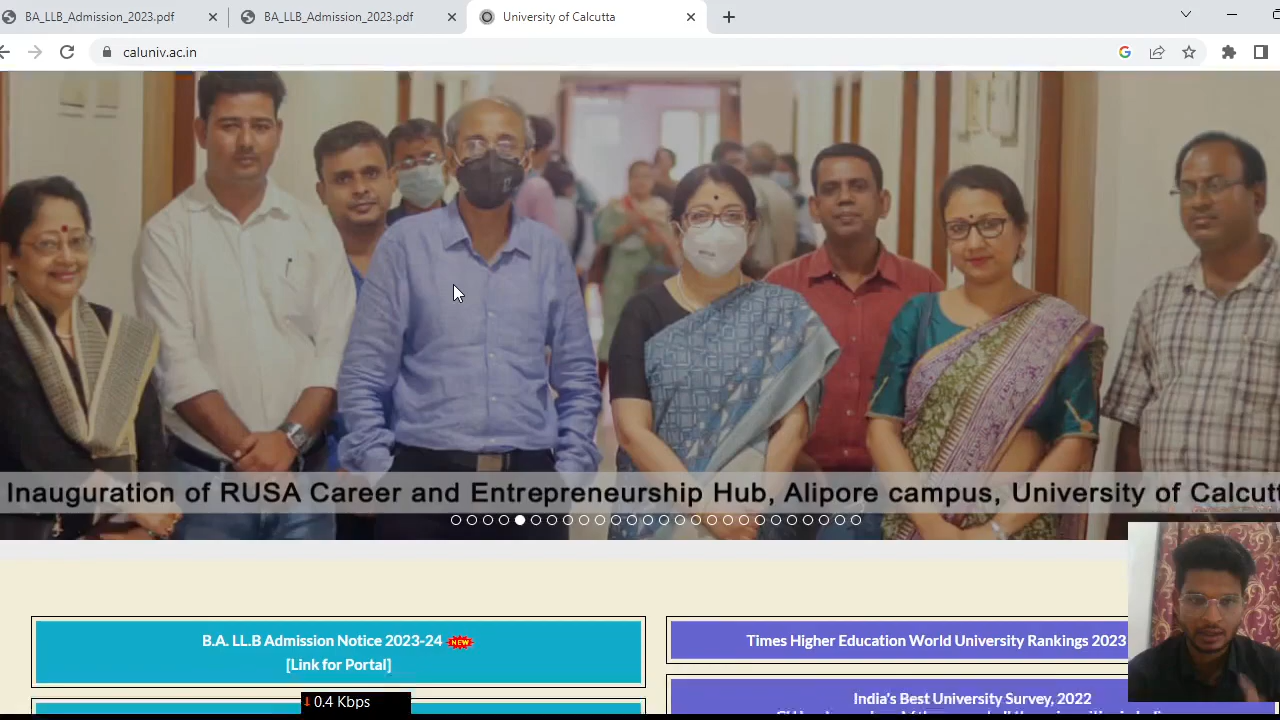 BA_LLB_Admission_2023.pdf
BA_LLB_Admission_2023.pdf
University of Calcutta
caluniv.ac.in
Inauguration of RUSA Career and Entrepreneurship Hub, Alipore campus, University of Calcutt
B.A. LL.B Admission Notice 2023-24 NEW
[Link for Portal]
Times Higher Education World University Rankings 2023
India's Best University Survey, 2022
0.4 Kbps